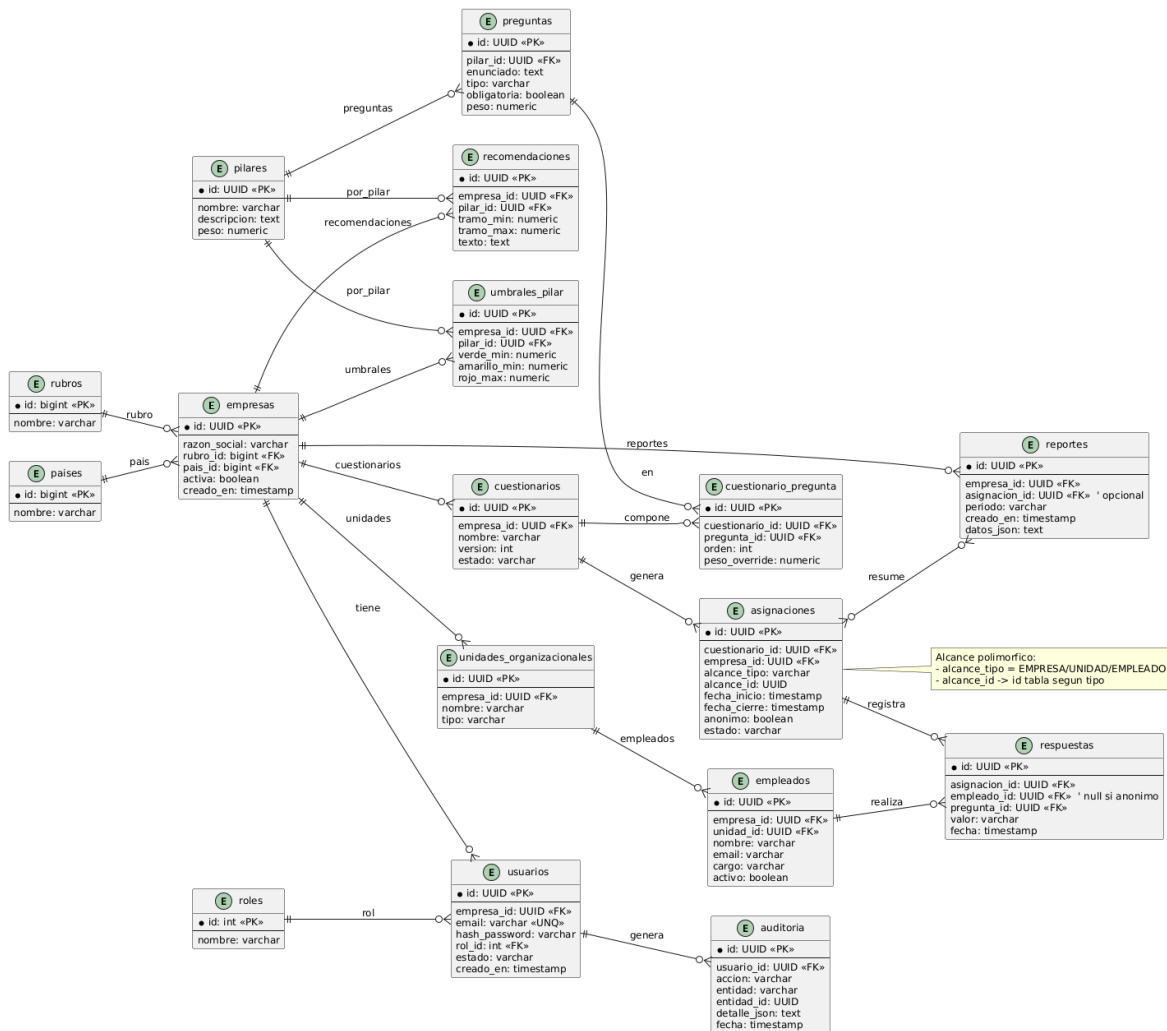 E preguntas
id: UUID «PK»
pilar_id: UUID «FK»
enunciado: text
tipo: varchar
obligatoria: boolean
peso: numeric
preguntas
E pilares
id: UUID «PK»
nombre: varchar
descripcion: text
peso: numeric
E recomendaciones
id: UUID «PK»
empresa_id: UUID «FK»
pilar_id: UUID «FK»
tramo_min: numeric
tramo_max: numeric
texto: text
por_pilar
recomendaciones
por_pilar
E umbrales_pilar
id: UUID «PK»
empresa_id: UUID «FK»
pilar_id: UUID «FK»
verde_min: numeric
amarillo_min: numeric
rojo_max: numeric
umbrales
E rubros
id: bigint «PK»
nombre: varchar
rubro
E paises
id: bigint «PK»
nombre: varchar
pais
E empresas
id: UUID «PK»
razon_social: varchar
rubro_id: bigint «FK»
pais_id: bigint «FK»
activa: boolean
creado_en: timestamp
reportes
cuestionarios
unidades
tiene
E cuestionarios
id: UUID «PK»
empresa_id: UUID «FK»
nombre: varchar
version: int
estado: varchar
en
compone
genera
E cuestionario_pregunta
id: UUID «PK»
cuestionario_id: UUID «FK»
pregunta_id: UUID «FK»
orden: int
peso_override: numeric
E reportes
id: UUID «PK»
empresa_id: UUID «FK»
asignacion_id: UUID «FK» ' opcional
periodo: varchar
creado_en: timestamp
datos_json: text
resume
E asignaciones
id: UUID «PK»
cuestionario_id: UUID «FK»
empresa_id: UUID «FK»
alcance_tipo: varchar
alcance_id: UUID
fecha_inicio: timestamp
fecha_cierre: timestamp
anonimo: boolean
estado: varchar
Alcance polimorfico:
- alcance_tipo = EMPRESA/UNIDAD/EMPLEADO
- alcance_id -> id tabla segun tipo
registra
E unidades_organizacionales
id: UUID «PK»
empresa_id: UUID «FK»
nombre: varchar
tipo: varchar
empleados
E empleados
id: UUID «PK»
empresa_id: UUID «FK»
unidad_id: UUID «FK»
nombre: varchar
email: varchar
cargo: varchar
activo: boolean
realiza
E respuestas
id: UUID «PK»
asignacion_id: UUID «FK»
empleado_id: UUID «FK» ' null si anonimo
pregunta_id: UUID «FK»
valor: varchar
fecha: timestamp
E roles
id: int «PK»
nombre: varchar
rol
E usuarios
id: UUID «PK»
empresa_id: UUID «FK»
email: varchar «UNQ»
hash_password: varchar
rol_id: int «FK»
estado: varchar
creado_en: timestamp
genera
E auditoria
id: UUID «PK»
usuario_id: UUID «FK»
accion: varchar
entidad: varchar
entidad_id: UUID
detalle_json: text
fecha: timestamp